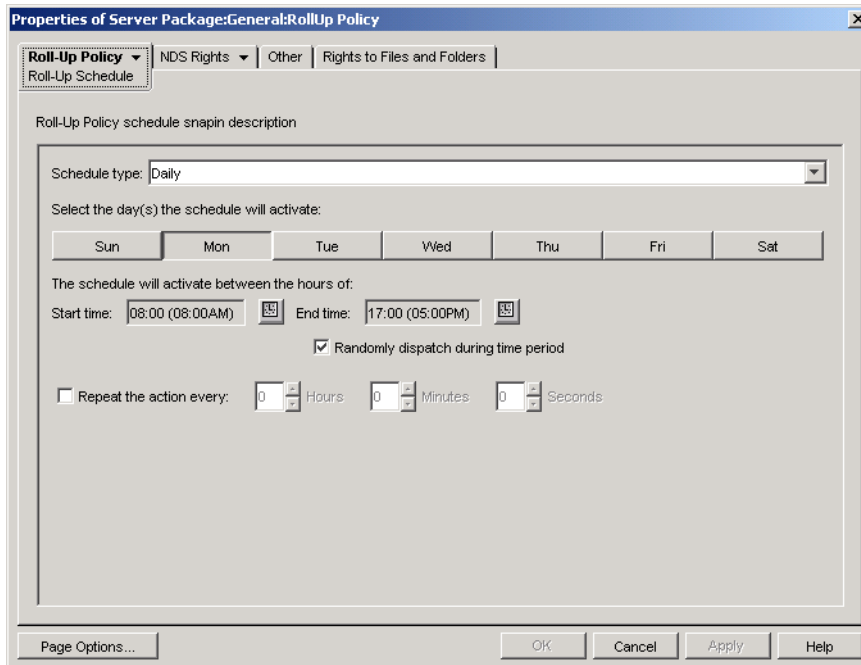 Properties of Server Package:General:RollUp Policy
Roll-Up Policy NDS Rights Other Rights to Files and Folders
Roll-Up Schedule
Roll-Up Policy schedule snapin description
Schedule type: Daily
Select the day(s) the schedule will activate:
Sun Mon Tue Wed Thu Fri Sat
The schedule will activate between the hours of:
Start time: 08:00 (08:00AM) End time: 17:00 (05:00PM)
Randomly dispatch during time period
Repeat the action every: 0 Hours 0 Minutes 0 Seconds
Page Options... OK Cancel Apply Help